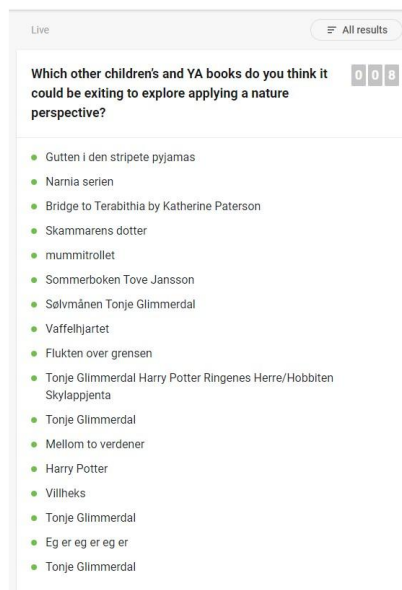 Live
All results
Which other children's and YA books do you think it
could be exiting to explore applying a nature
perspective?
008
Gutten i den stripete pyjamas
Narnia serien
Bridge to Terabithia by Katherine Paterson
Skammarens dotter
mummitrollet
Sommerboken Tove Jansson
Sølvmånen Tonje Glimmerdal
Vaffelhjartet
Flukten over grensen
Tonje Glimmerdal Harry Potter Ringenes Herre/Hobbiten
Skylappjenta
Tonje Glimmerdal
Mellom to verdener
Harry Potter
Villheks
Tonje Glimmerdal
Eg er eg er eg er
Tonje Glimmerdal